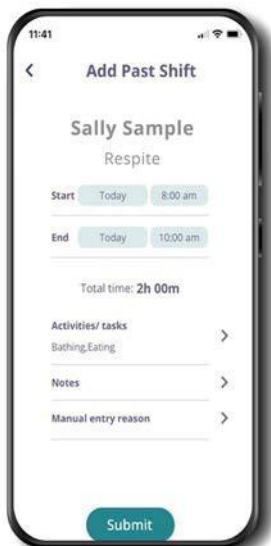 11:41
Add Past Shift
Sally Sample
Respite
Start Today 8:00 am
End Today 10:00 am
Total time: 2h 00m
Activities/ tasks
Bathing,Eating
Notes
Manual entry reason
Submit